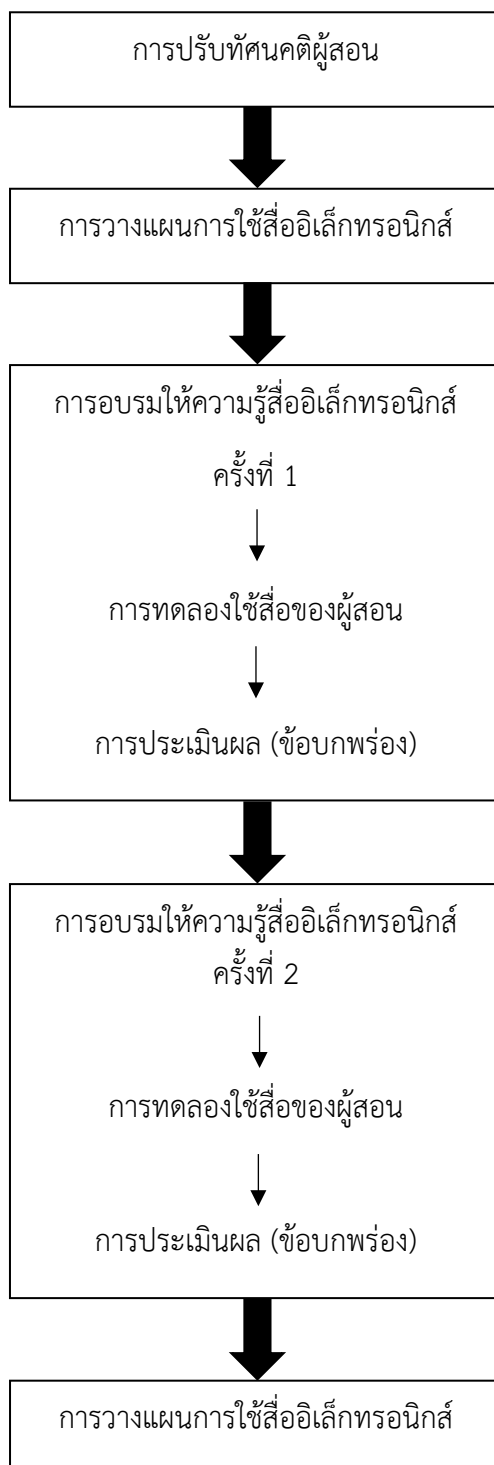 การปรับทัศนคติผู้สอน
การวางแผนการใช้สื่ออิเล็กทรอนิกส์
การอบรมให้ความรู้สื่ออิเล็กทรอนิกส์
ครั้งที่ 1
การทดลองใช้สื่อของผู้สอน
การประเมินผล (ข้อบกพร่อง)
การอบรมให้ความรู้สื่ออิเล็กทรอนิกส์
ครั้งที่ 2
การทดลองใช้สื่อของผู้สอน
การประเมินผล (ข้อบกพร่อง)
การวางแผนการใช้สื่ออิเล็กทรอนิกส์